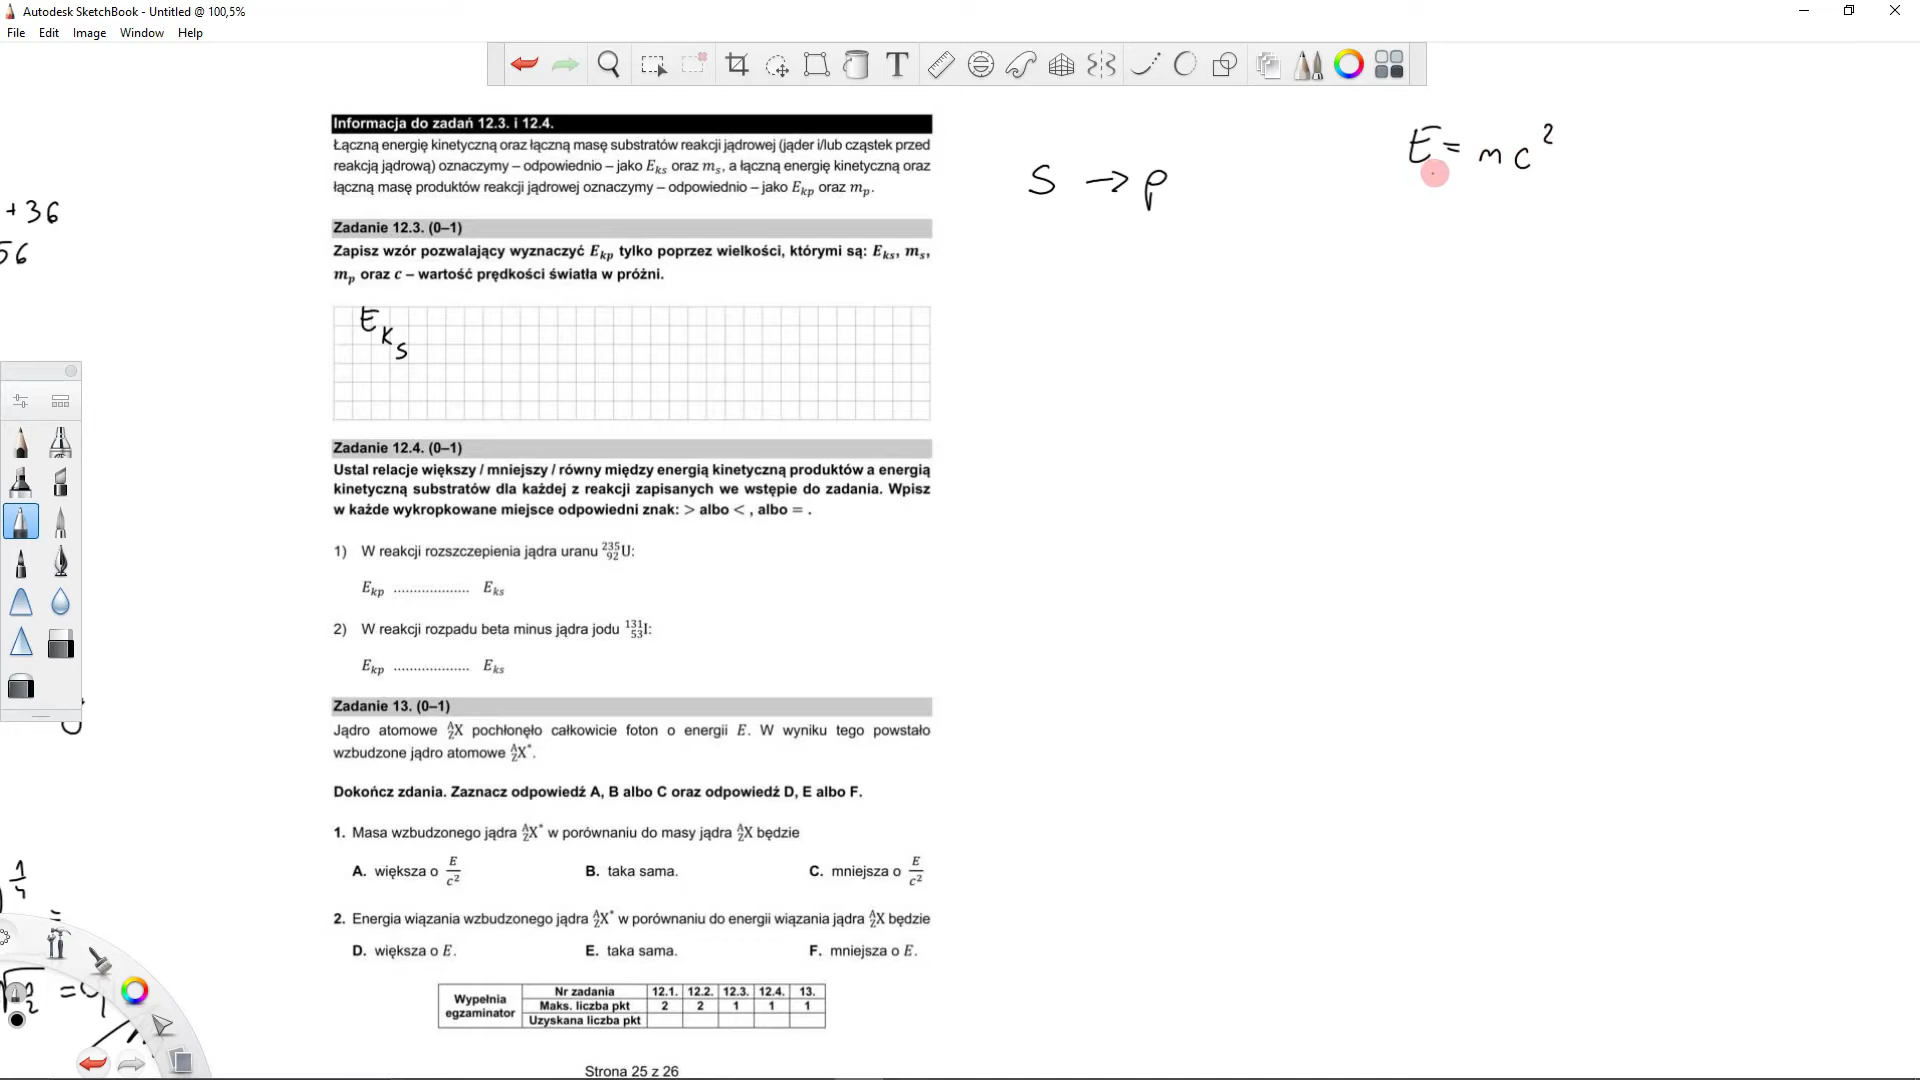 Autodesk SketchBook - Untitled @ 100,5%
File Edit Image Window Help
T
Informacja do zadań 12.3. i 12.4.
Łączną energię kinetyczną oraz łączną masę substratów reakcji jądrowej (jąder i/lub cząstek przed
reakcją jądrową) oznaczymy – odpowiednio – jako Eks oraz ms, a łączną energię kinetyczną oraz
łączną masę produktów reakcji jądrowej oznaczymy – odpowiednio – jako Ekp oraz mp.
Zadanie 12.3. (0–1)
Zapisz wzór pozwalający wyznaczyć Ekp tylko poprzez wielkości, którymi są: Eks, ms,
mp oraz c – wartość prędkości światła w próżni.
Eks
Zadanie 12.4. (0–1)
Ustal relacje większy / mniejszy / równy między energią kinetyczną produktów a energią
kinetyczną substratów dla każdej z reakcji zapisanych we wstępie do zadania. Wpisz
w każde wykropkowane miejsce odpowiedni znak: > albo < , albo = .
1) W reakcji rozszczepienia jądra uranu ²³⁵₉₂U:
Ekp ................... Eks
2) W reakcji rozpadu beta minus jądra jodu ¹³¹₅₃I:
Ekp ................... Eks
Zadanie 13. (0–1)
Jądro atomowe ᴬ_ZX pochłonęło całkowicie foton o energii E. W wyniku tego powstało
wzbudzone jądro atomowe ᴬ_ZX*.
Dokończ zdania. Zaznacz odpowiedź A, B albo C oraz odpowiedź D, E albo F.
1. Masa wzbudzonego jądra ᴬ_ZX* w porównaniu do masy jądra ᴬ_ZX będzie
A. większa o E/c² B. taka sama. C. mniejsza o E/c²
2. Energia wiązania wzbudzonego jądra ᴬ_ZX* w porównaniu do energii wiązania jądra ᴬ_ZX będzie
D. większa o E. E. taka sama. F. mniejsza o E.
Wypełnia egzaminator
Nr zadania 12.1. 12.2. 12.3. 12.4. 13.
Maks. liczba pkt 2 2 1 1 1
Uzyskana liczba pkt
Strona 25 z 26
S → p
E = mc²
+36
56
1/4
=